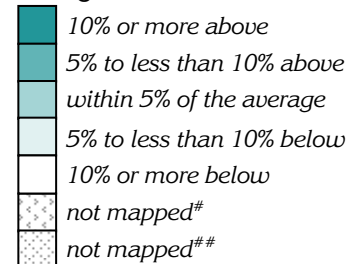 10% or more above
5% to less than 10% above
within 5% of the average
5% to less than 10% below
10% or more below
not mapped#
not mapped##